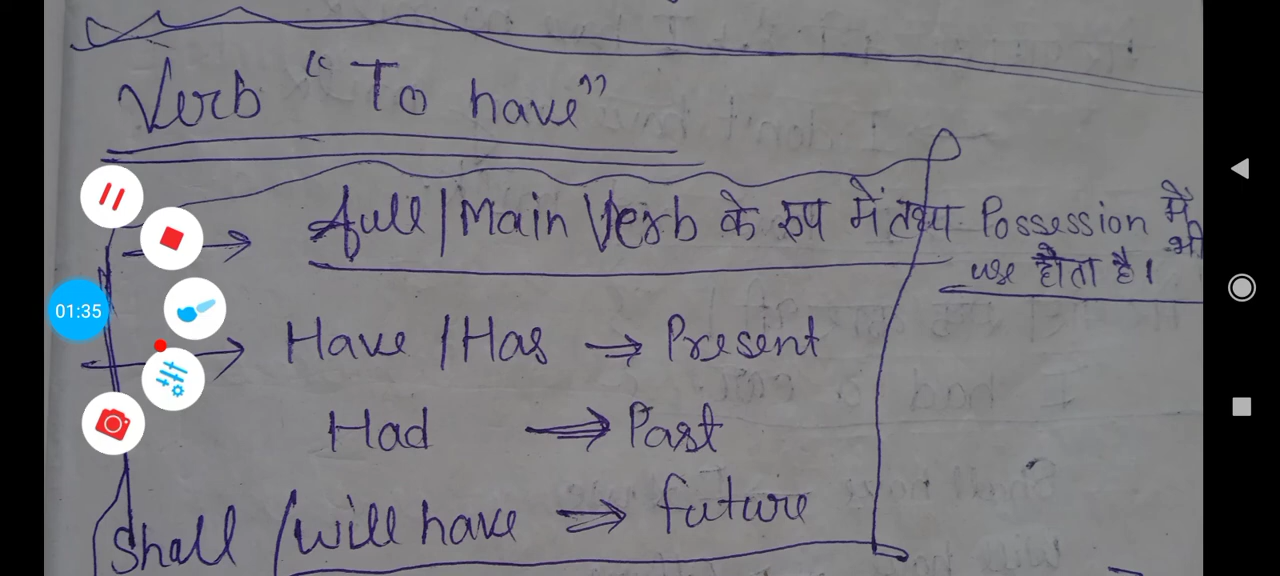 Verb "To have"
full/Main Verb के रूप में तथा Possession में भी
use होता है।
Have / Has → Present
Had → Past
Shall / will have → future
01:35